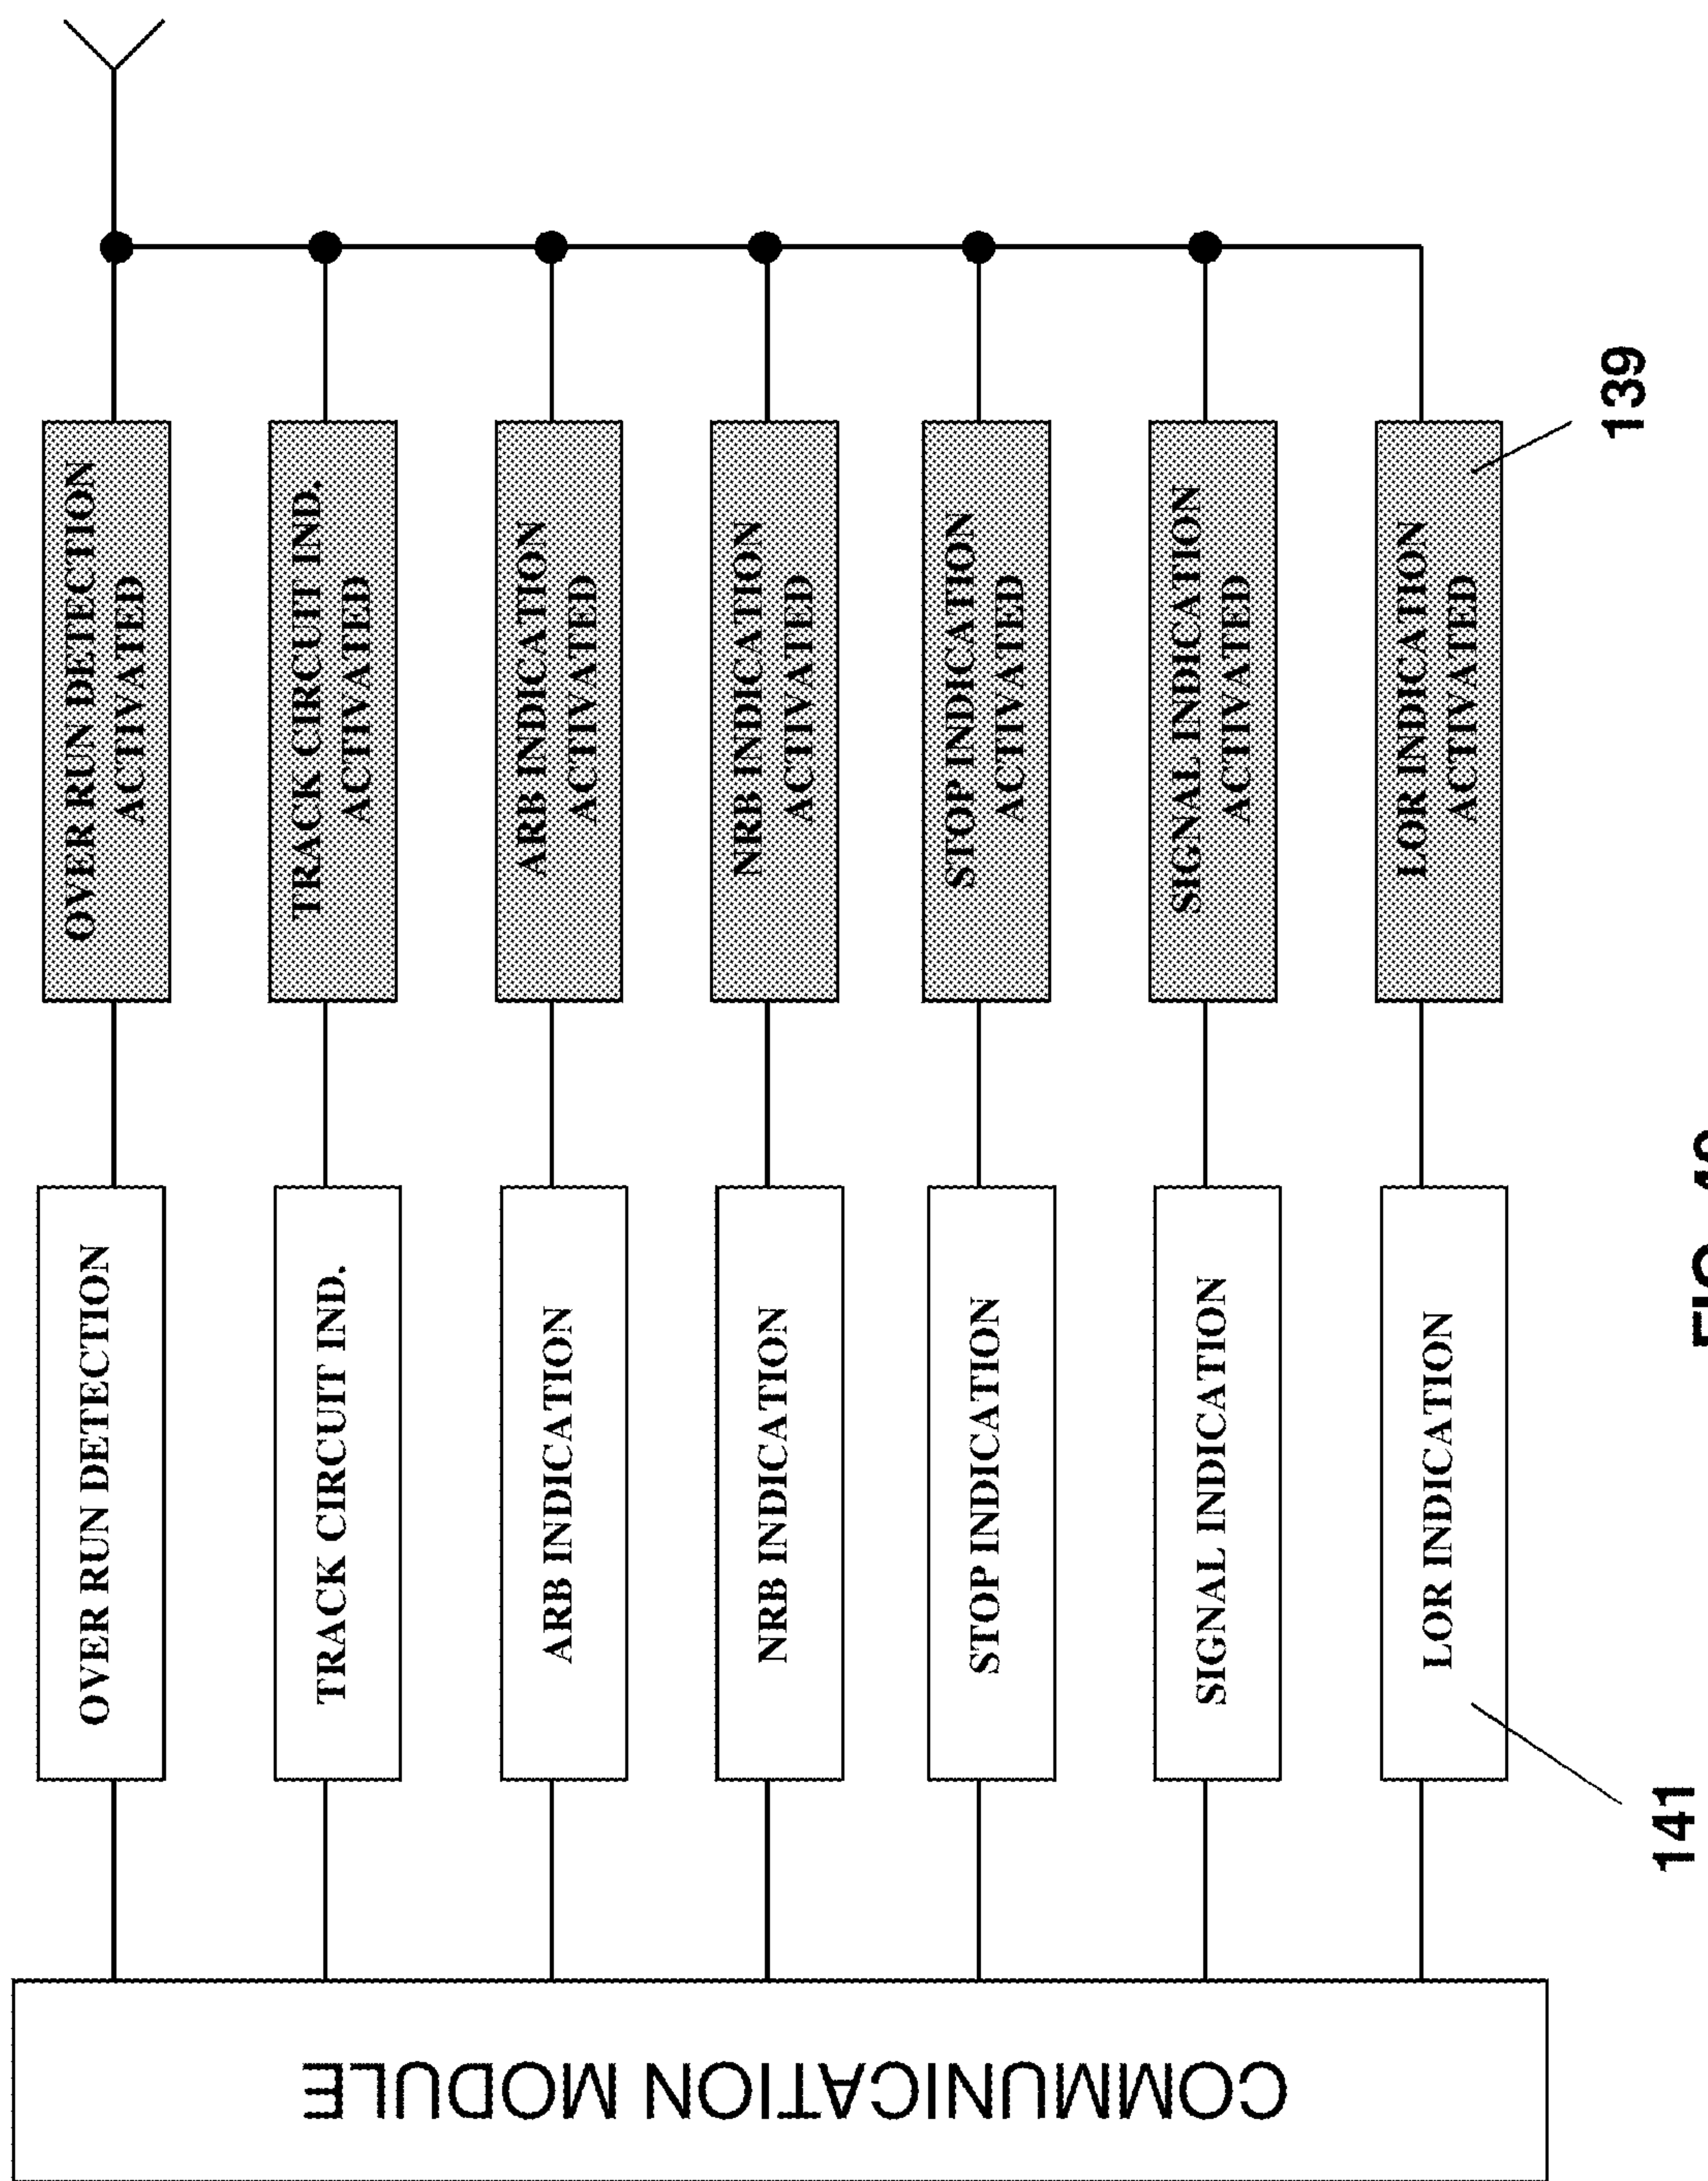 COMMUNICATION MODULE
OVER RUN DETECTION
OVER RUN DETECTION
ACTIVATED
TRACK CIRCUIT IND.
TRACK CIRCUIT IND.
ACTIVATED
ARB INDICATION
ARB INDICATION
ACTIVATED
NRB INDICATION
NRB INDICATION
ACTIVATED
STOP INDICATION
STOP INDICATION
ACTIVATED
SIGNAL INDICATION
SIGNAL INDICATION
ACTIVATED
LOR INDICATION
LOR INDICATION
ACTIVATED
141
139
FIG.